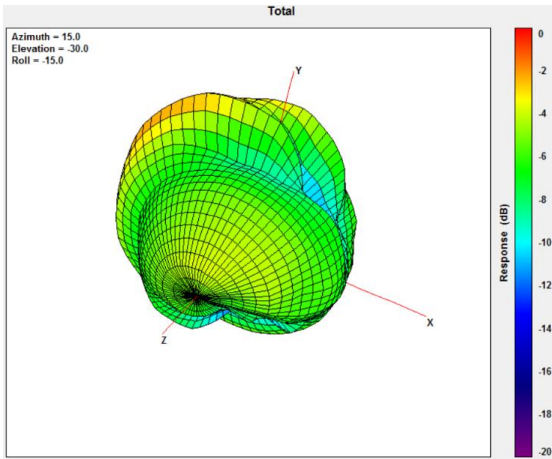 Total
Azimuth = 15.0
Elevation = -30.0
Roll = -15.0
Y
X
Z
0
-2
-4
-6
-8
-10
-12
-14
-16
-18
-20
Response (dB)